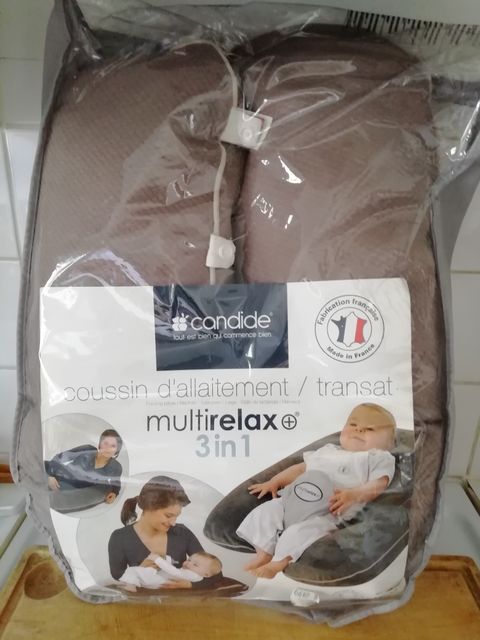 candide®
tout est bien qui commence bien
Fabrication française
Made in France
coussin d'allaitement / transat
multirelax+®
3in1